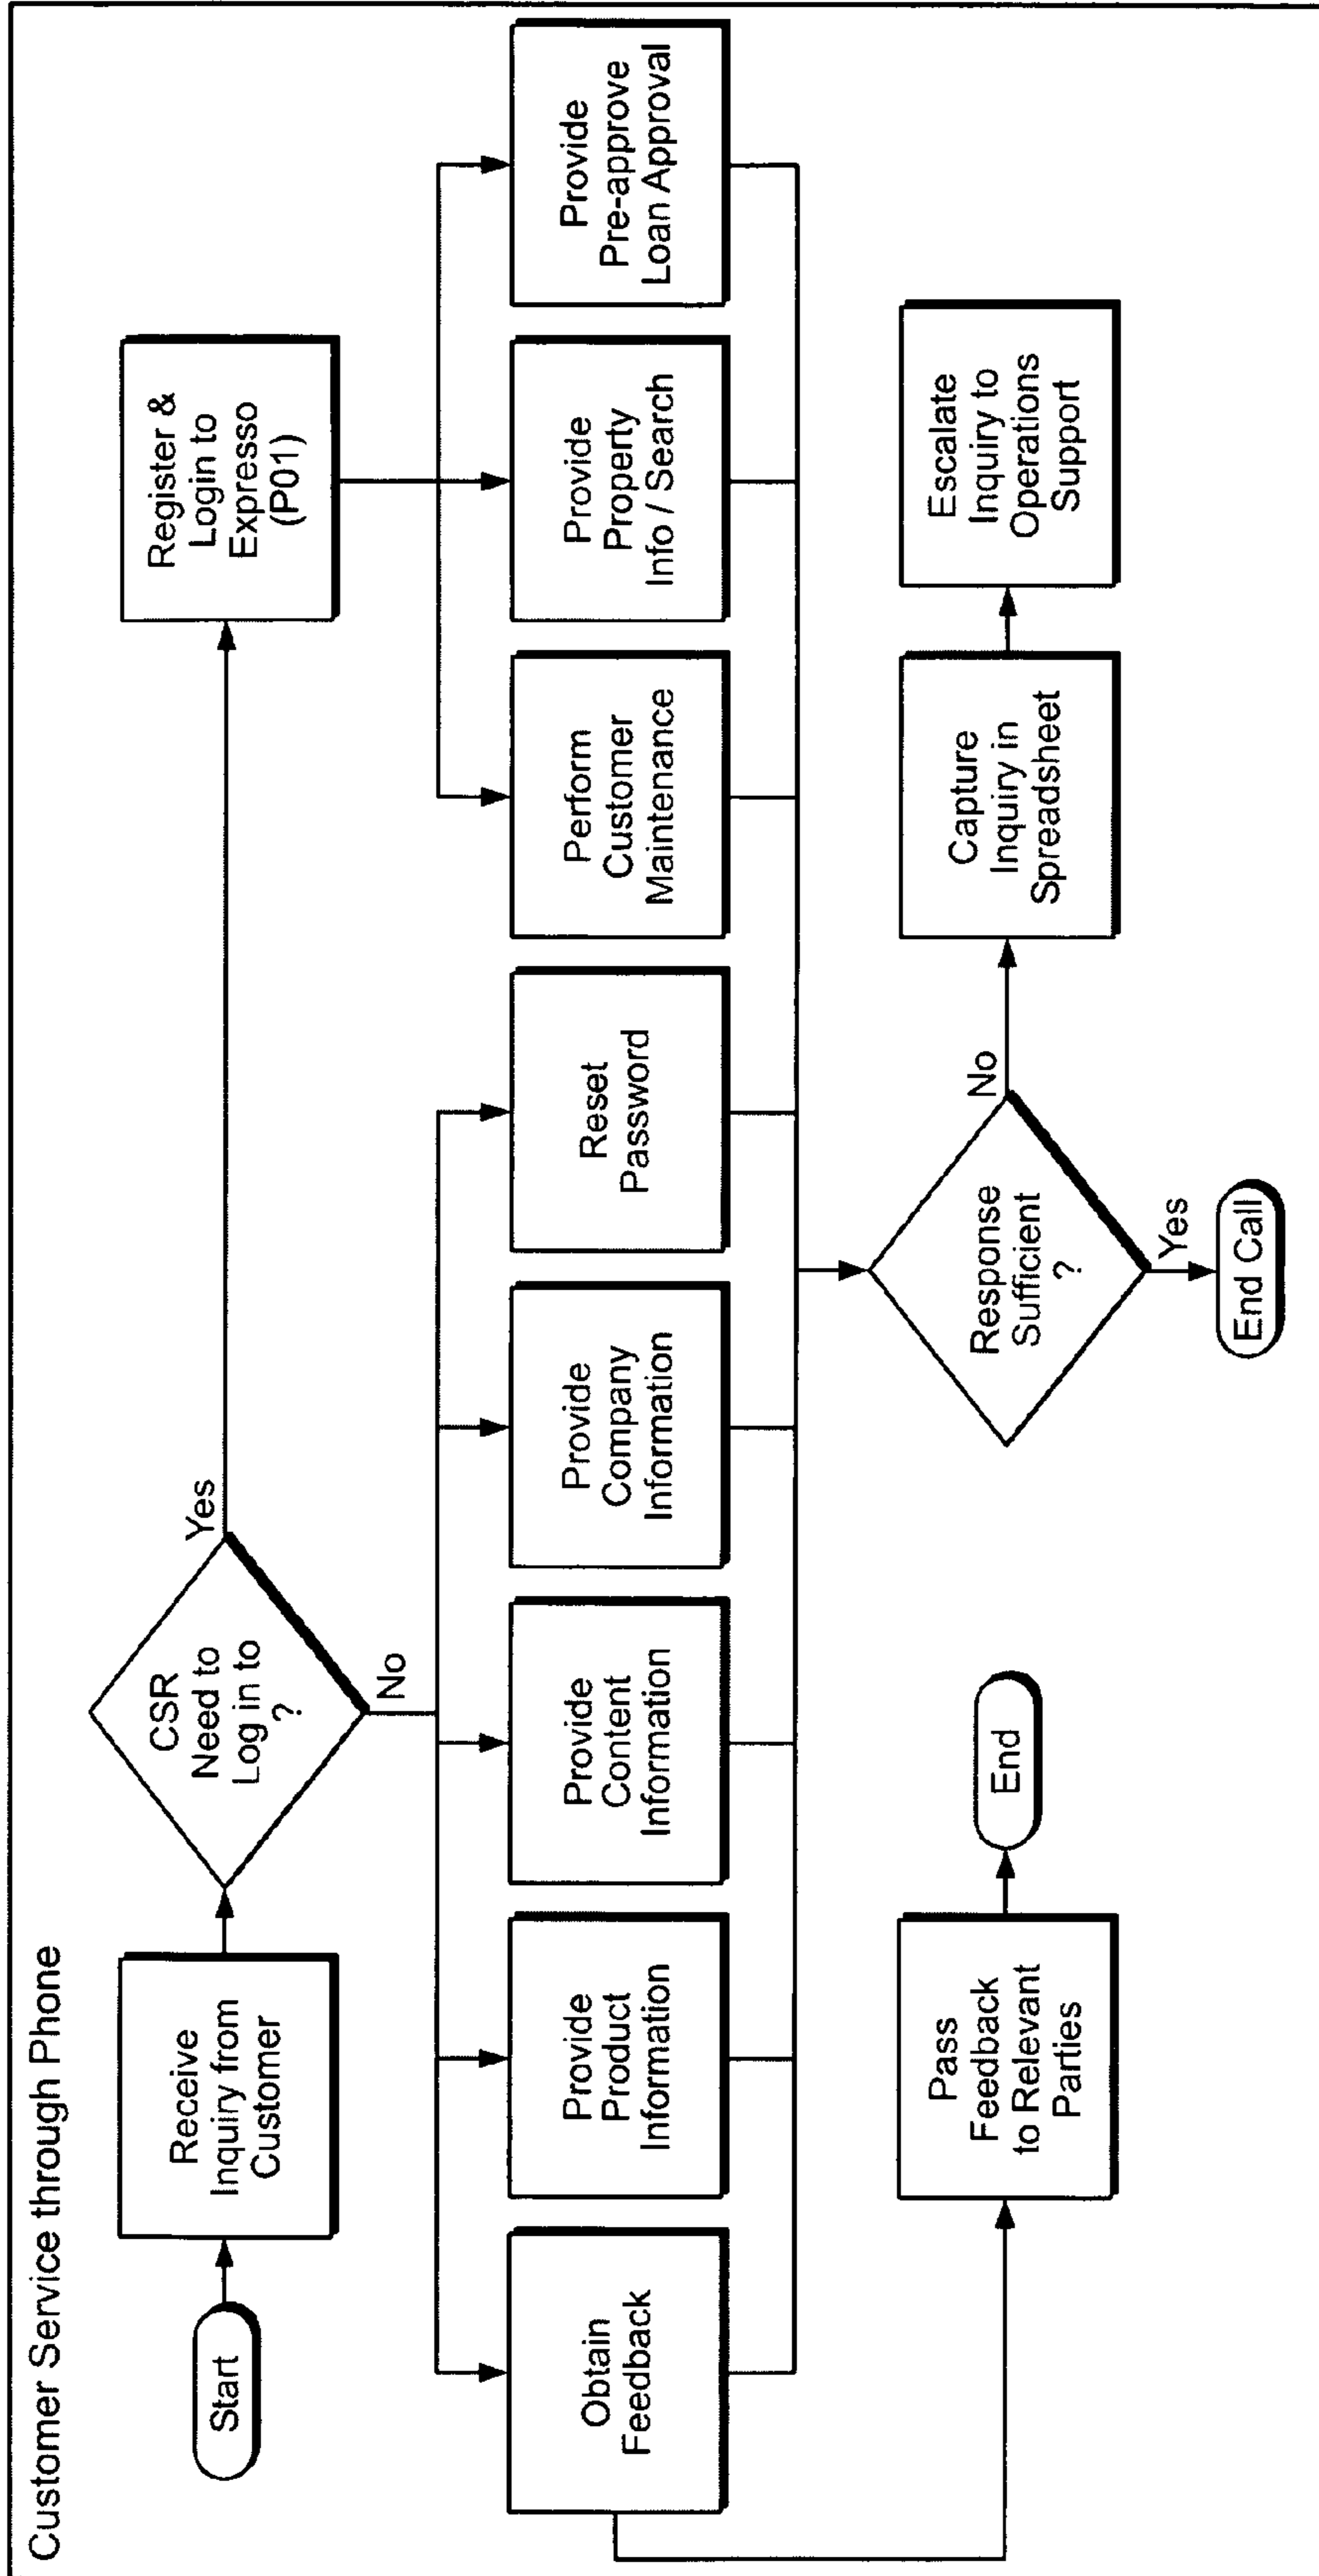 Customer Service through Phone
Start
Receive
Inquiry from
Customer
CSR
Need to
Log in to
?
Yes
No
Register &
Login to
Expresso
(P01)
Obtain
Feedback
Provide
Product
Information
Provide
Content
Information
Provide
Company
Information
Reset
Password
Perform
Customer
Maintenance
Provide
Property
Info / Search
Provide
Pre-approve
Loan Approval
Pass
Feedback
to Relevant
Parties
End
Response
Sufficient
?
No
Yes
End Call
Capture
Inquiry in
Spreadsheet
Escalate
Inquiry to
Operations
Support